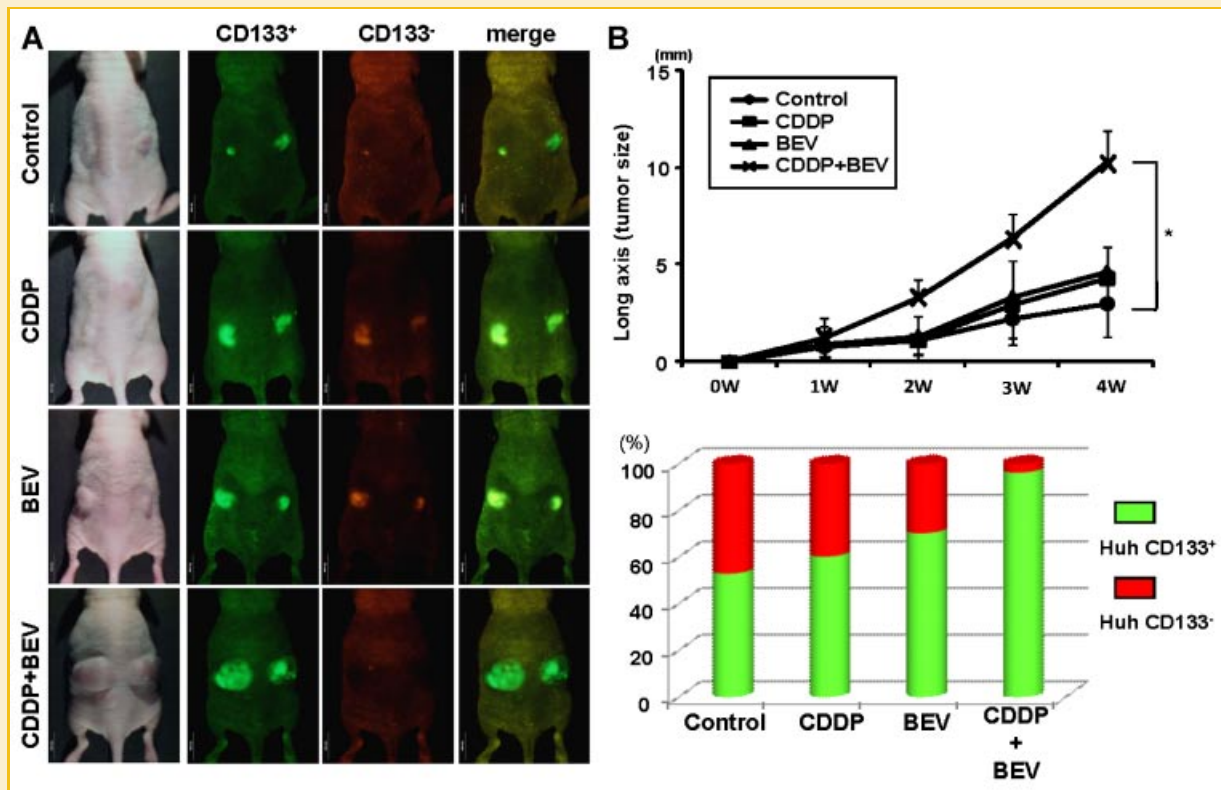 A
CD133+ CD133- merge
Control
CDDP
BEV
CDDP+BEV
B
(mm)
15
10
5
0
Long axis (tumor size)
Control
CDDP
BEV
CDDP+BEV
*
0W 1W 2W 3W 4W
(%)
100
80
60
40
20
0
Control CDDP BEV CDDP + BEV
Huh CD133+
Huh CD133-